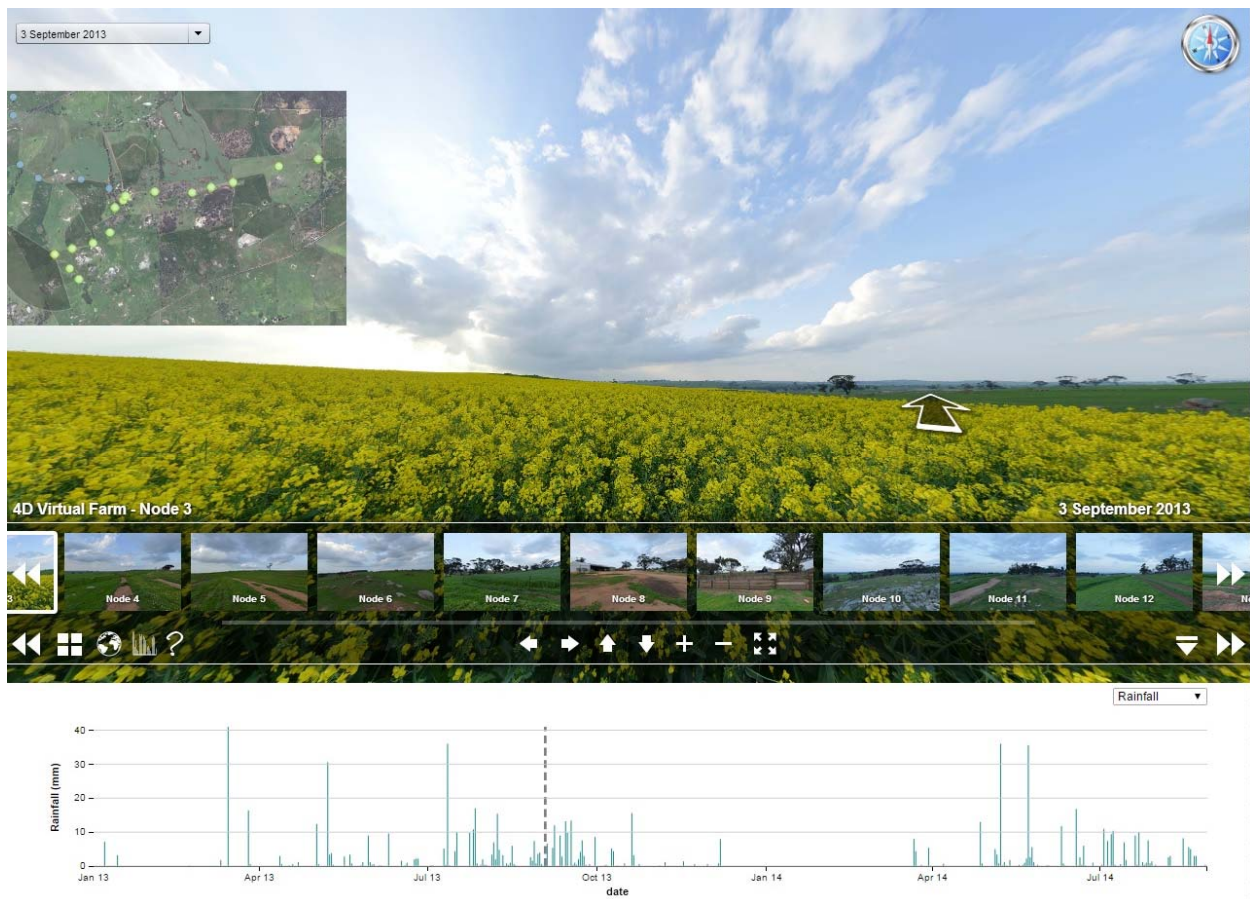 3 September 2013
4D Virtual Farm - Node 3
3 September 2013
3
Node 4
Node 5
Node 6
Node 7
Node 8
Node 9
Node 10
Node 11
Node 12
?
Rainfall
40
30
20
10
0
Rainfall (mm)
Jan 13
Apr 13
Jul 13
Oct 13
Jan 14
Apr 14
Jul 14
date